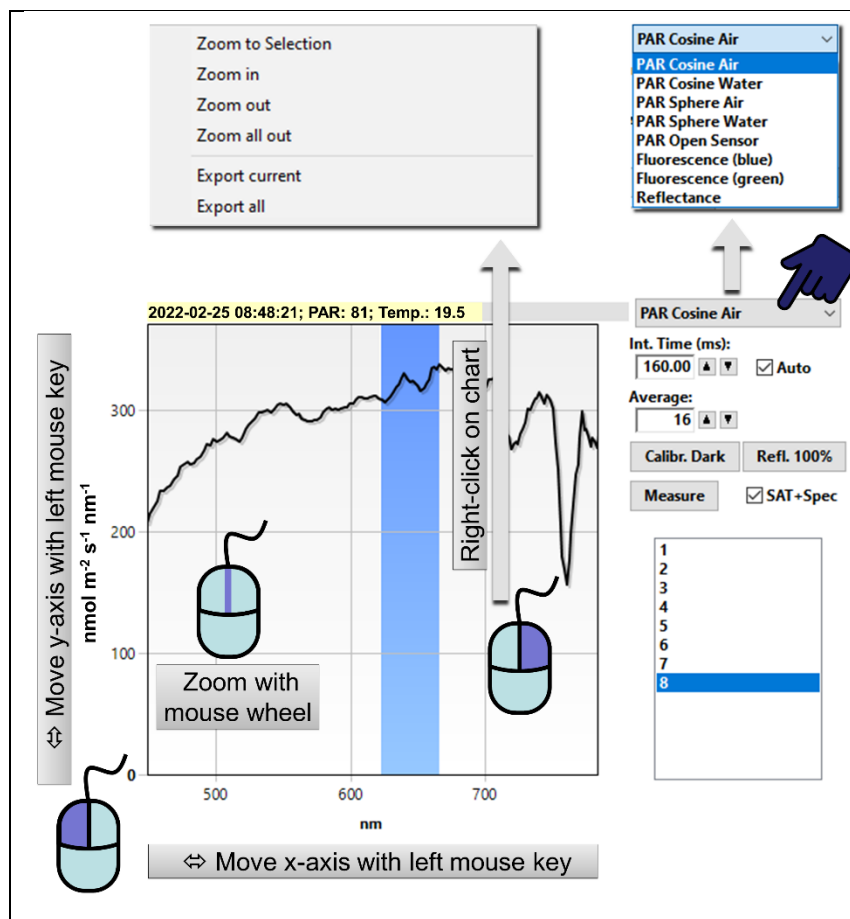 Zoom to Selection
Zoom in
Zoom out
Zoom all out
Export current
Export all
PAR Cosine Air
PAR Cosine Air
PAR Cosine Water
PAR Sphere Air
PAR Sphere Water
PAR Open Sensor
Fluorescence (blue)
Fluorescence (green)
Reflectance
2022-02-25 08:48:21; PAR: 81; Temp.: 19.5
PAR Cosine Air
Int. Time (ms):
160.00
Auto
Average:
16
Calibr. Dark
Refl. 100%
Measure
SAT+Spec
1
2
3
4
5
6
7
8
⇔ Move y-axis with left mouse key
nmol m⁻² s⁻¹ nm⁻¹
300
200
100
0
Right-click on chart
Zoom with
mouse wheel
500
600
700
nm
⇔ Move x-axis with left mouse key